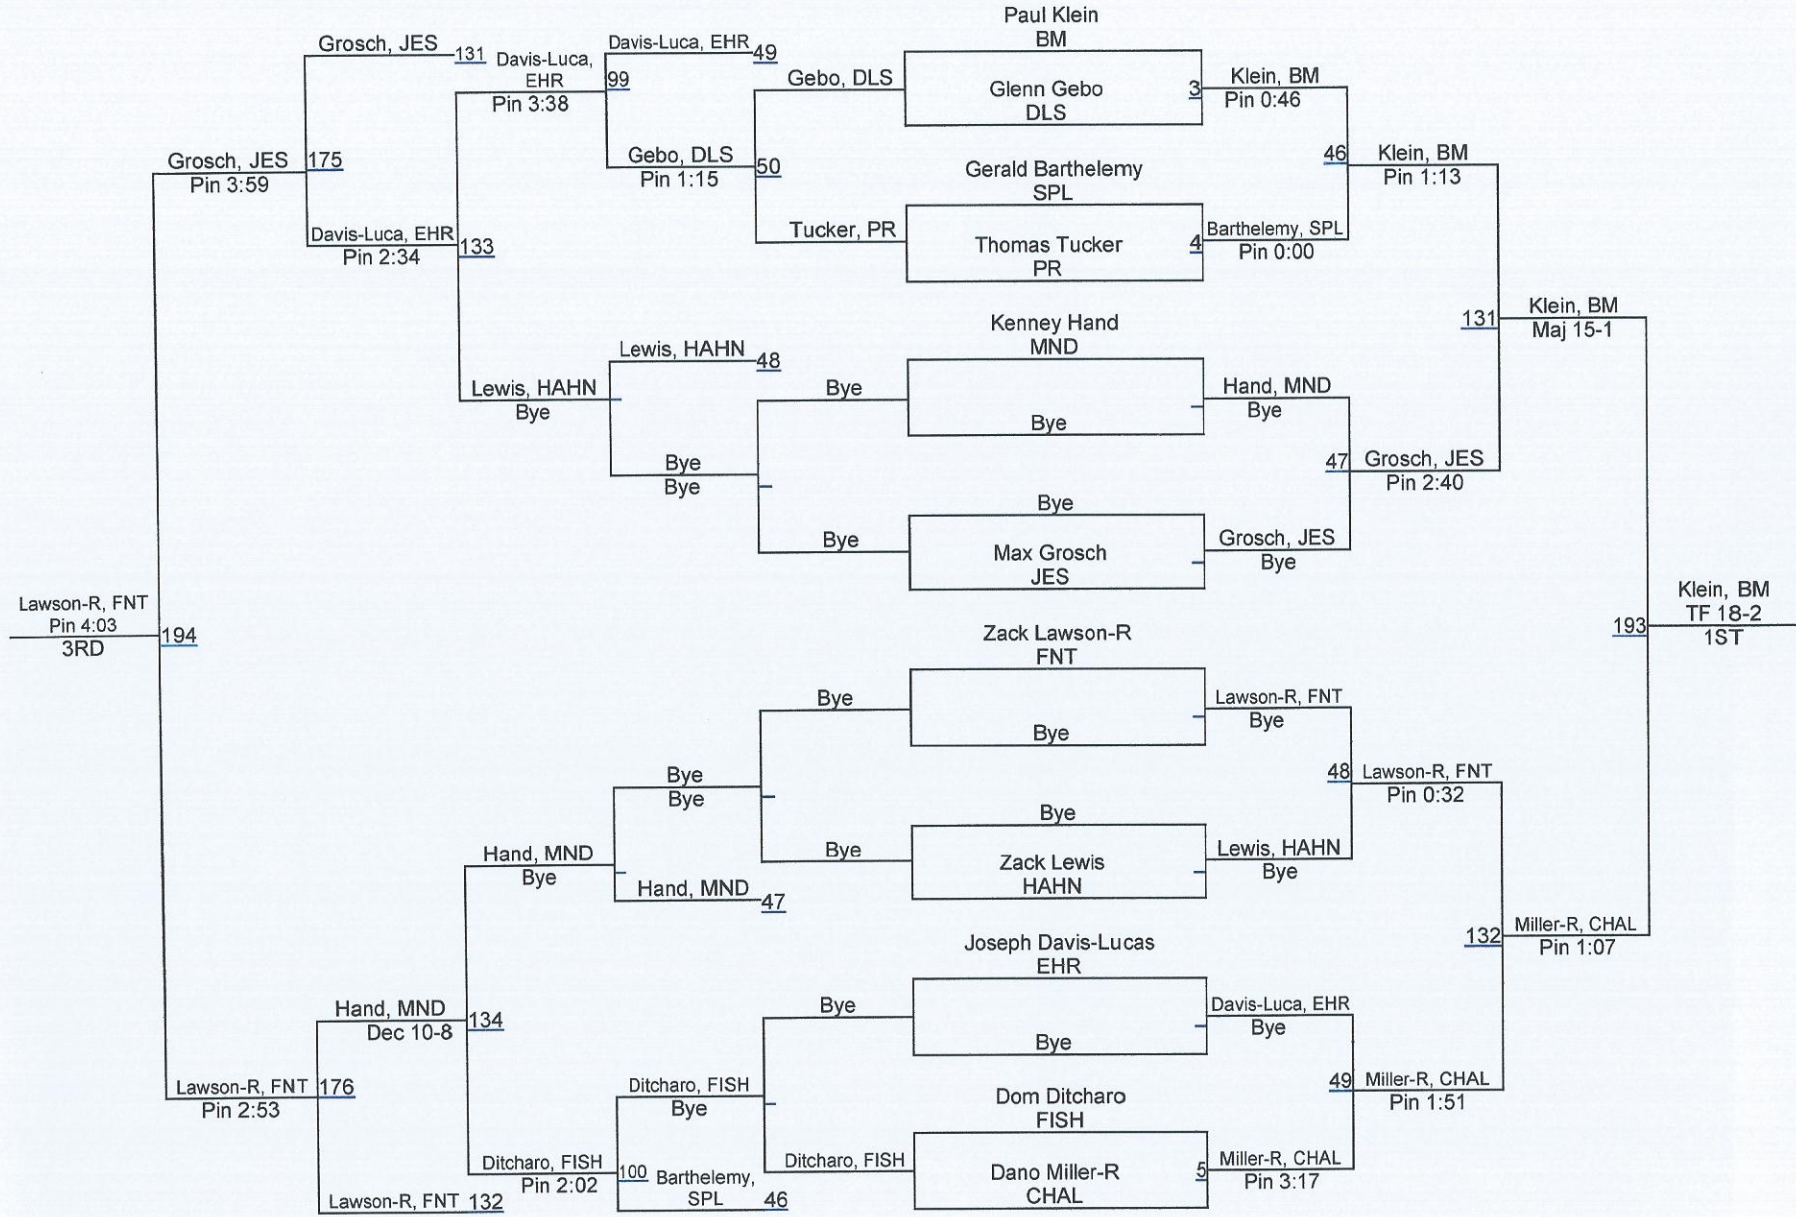 Paul Klein
BM
Grosch, JES
131
Davis-Luca,
EHR
Pin 3:38
99
Davis-Luca, EHR
49
Gebo, DLS
Glenn Gebo
DLS
3
Klein, BM
Pin 0:46
Grosch, JES
Pin 3:59
175
Gebo, DLS
Pin 1:15
50
Gerald Barthelemy
SPL
46
Klein, BM
Pin 1:13
Davis-Luca, EHR
Pin 2:34
133
Tucker, PR
Thomas Tucker
PR
4
Barthelemy, SPL
Pin 0:00
Kenney Hand
MND
131
Klein, BM
Maj 15-1
Lewis, HAHN
48
Lewis, HAHN
Bye
Bye
Bye
Hand, MND
Bye
Bye
Bye
47
Grosch, JES
Pin 2:40
Bye
Bye
Max Grosch
JES
Grosch, JES
Bye
Lawson-R, FNT
Pin 4:03
3RD
194
Zack Lawson-R
FNT
193
Klein, BM
TF 18-2
1ST
Bye
Bye
Lawson-R, FNT
Bye
Bye
Bye
48
Lawson-R, FNT
Pin 0:32
Hand, MND
Bye
Bye
Bye
Zack Lewis
HAHN
Lewis, HAHN
Bye
Hand, MND
47
Joseph Davis-Lucas
EHR
132
Miller-R, CHAL
Pin 1:07
Hand, MND
Dec 10-8
134
Bye
Bye
Davis-Luca, EHR
Bye
Lawson-R, FNT
Pin 2:53
176
Ditcharo, FISH
Bye
Dom Ditcharo
FISH
49
Miller-R, CHAL
Pin 1:51
Ditcharo, FISH
Pin 2:02
100
Barthelemy,
SPL
46
Ditcharo, FISH
Dano Miller-R
CHAL
5
Miller-R, CHAL
Pin 3:17
Lawson-R, FNT
132